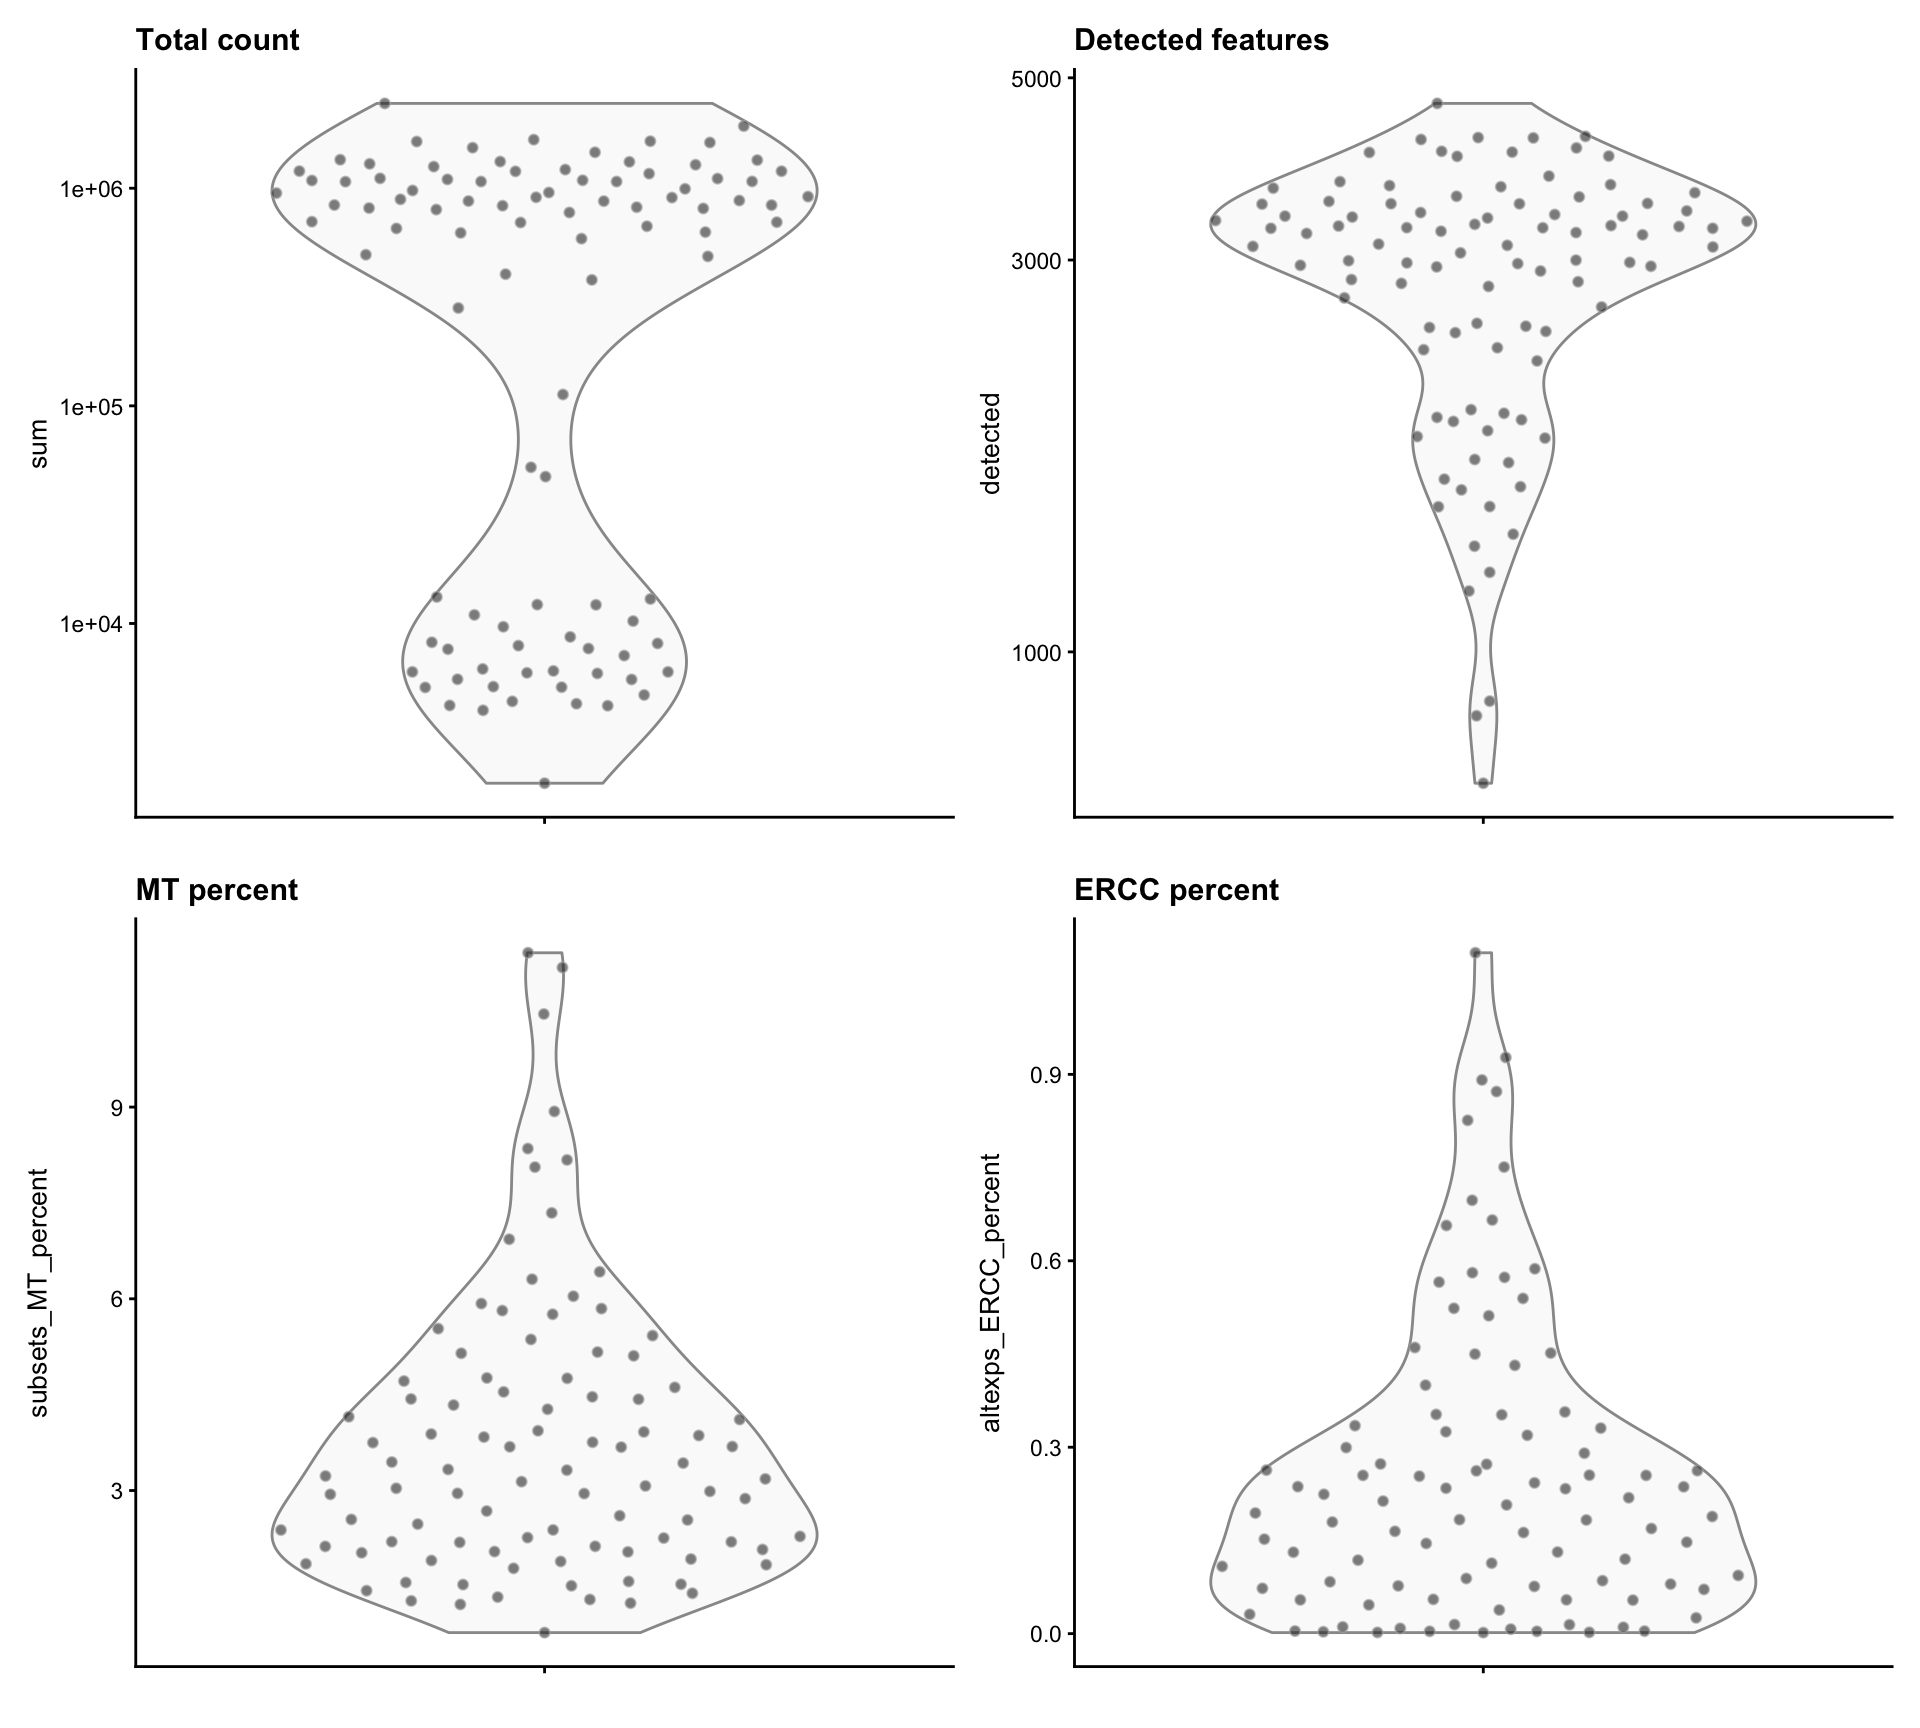 Total count
1e+06
1e+05
1e+04
sum
Detected features
5000
3000
1000
detected
MT percent
9
6
3
subsets_MT_percent
ERCC percent
0.9
0.6
0.3
0.0
altexps_ERCC_percent